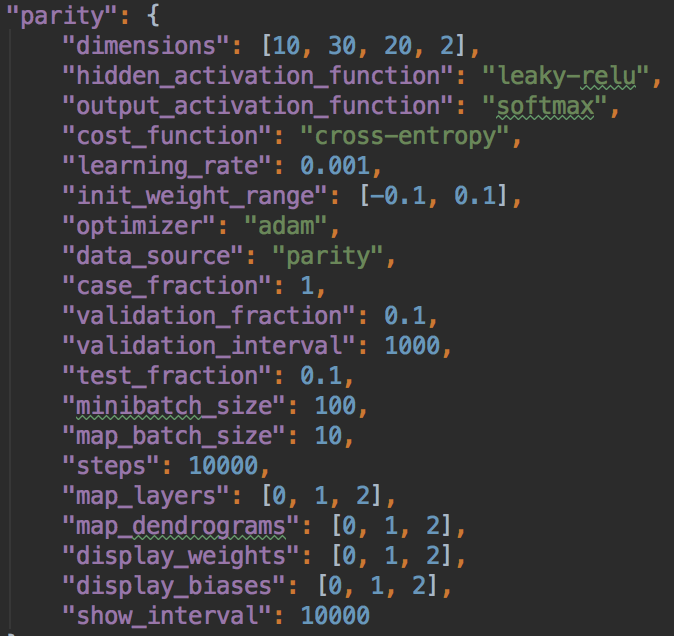 "parity": {
"dimensions": [10, 30, 20, 2],
"hidden_activation_function": "leaky-relu",
"output_activation_function": "softmax",
"cost_function": "cross-entropy",
"learning_rate": 0.001,
"init_weight_range": [-0.1, 0.1],
"optimizer": "adam",
"data_source": "parity",
"case_fraction": 1,
"validation_fraction": 0.1,
"validation_interval": 1000,
"test_fraction": 0.1,
"minibatch_size": 100,
"map_batch_size": 10,
"steps": 10000,
"map_layers": [0, 1, 2],
"map_dendrograms": [0, 1, 2],
"display_weights": [0, 1, 2],
"display_biases": [0, 1, 2],
"show_interval": 10000